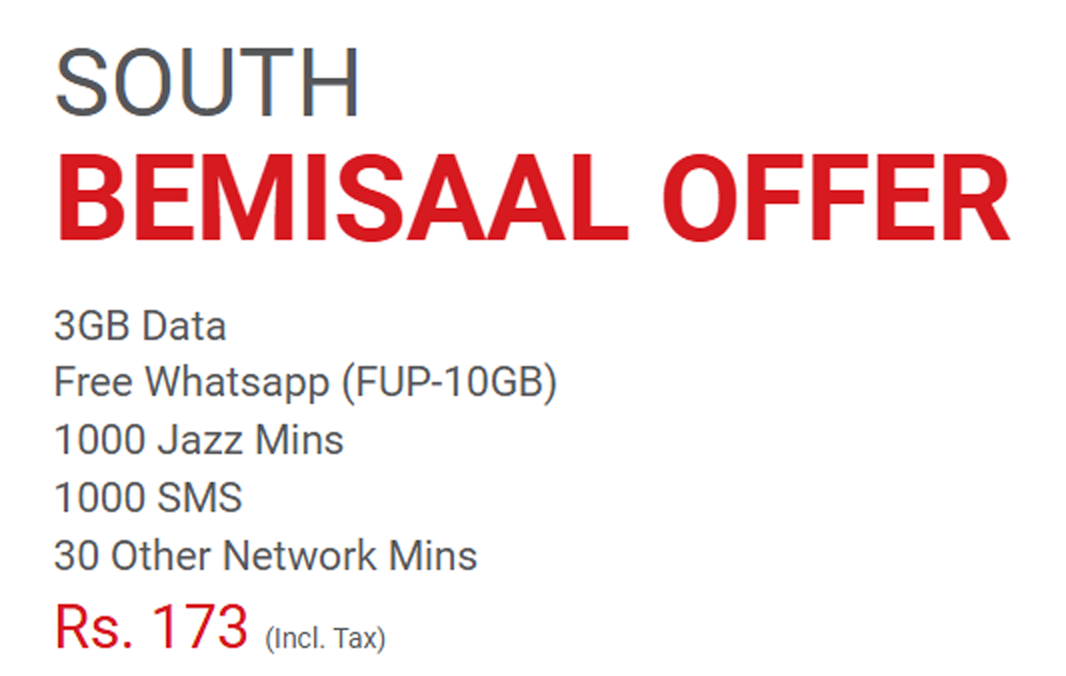 SOUTH
BEMISAAL OFFER
3GB Data
Free Whatsapp (FUP-10GB)
1000 Jazz Mins
1000 SMS
30 Other Network Mins
Rs. 173 (Incl. Tax)